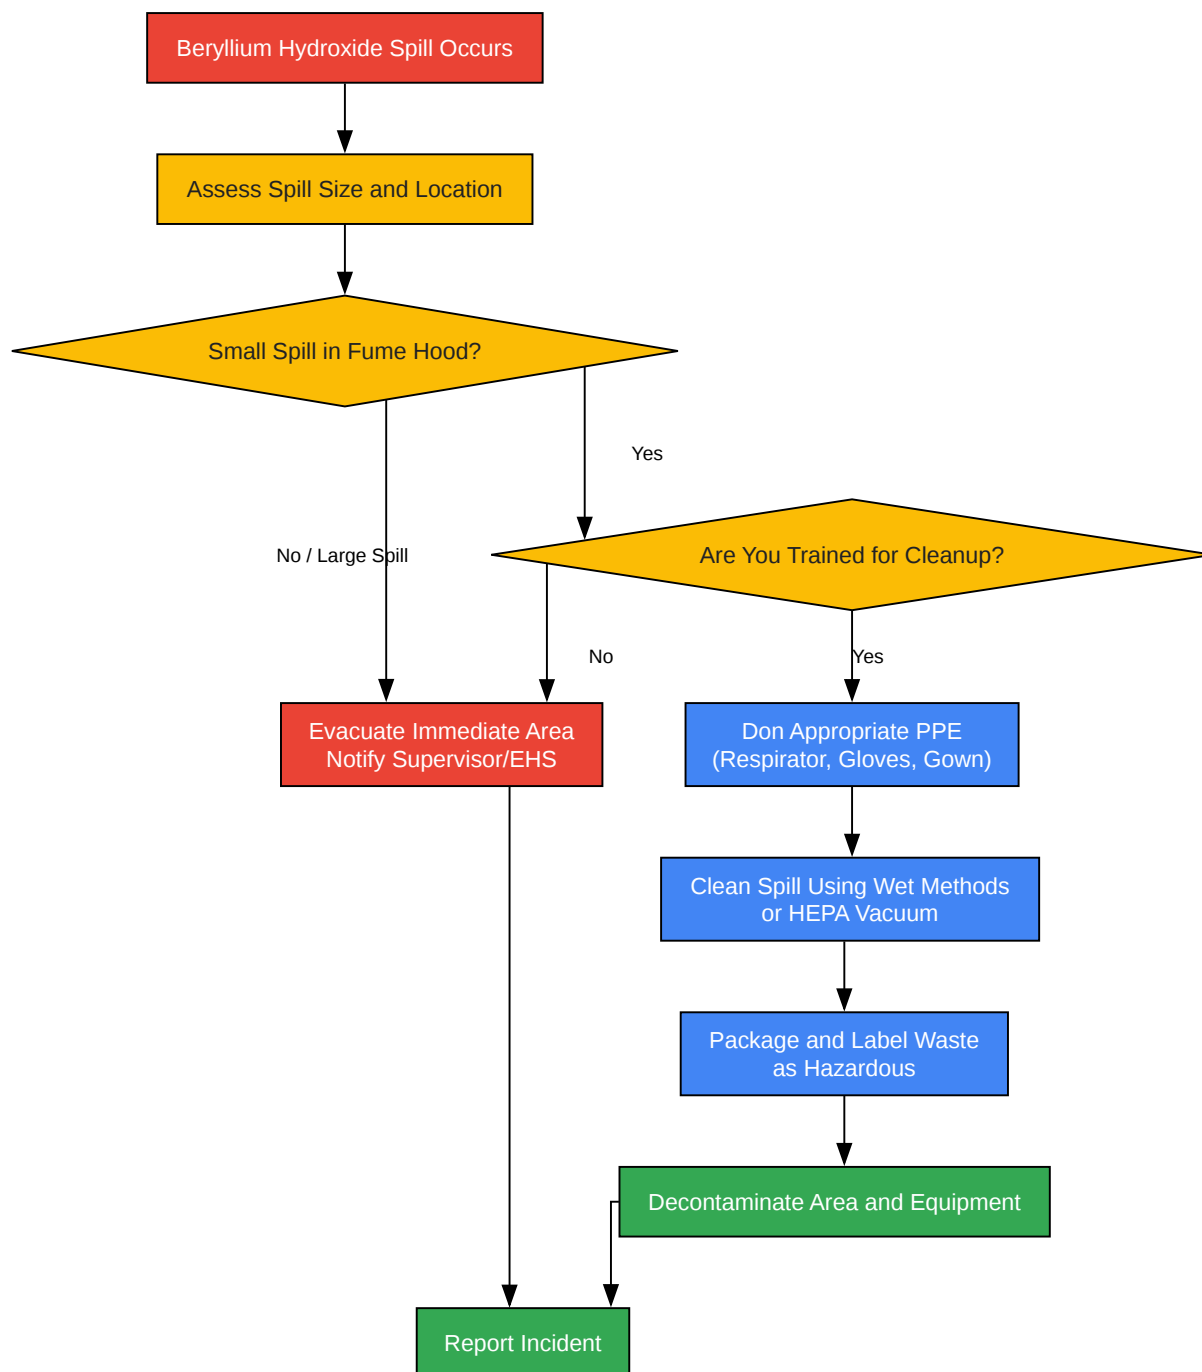 Beryllium Hydroxide Spill Occurs
Assess Spill Size and Location
Small Spill in Fume Hood?
Yes
No / Large Spill
Are You Trained for Cleanup?
No
Yes
Evacuate Immediate Area
Notify Supervisor/EHS
Don Appropriate PPE
(Respirator, Gloves, Gown)
Clean Spill Using Wet Methods
or HEPA Vacuum
Package and Label Waste
as Hazardous
Decontaminate Area and Equipment
Report Incident